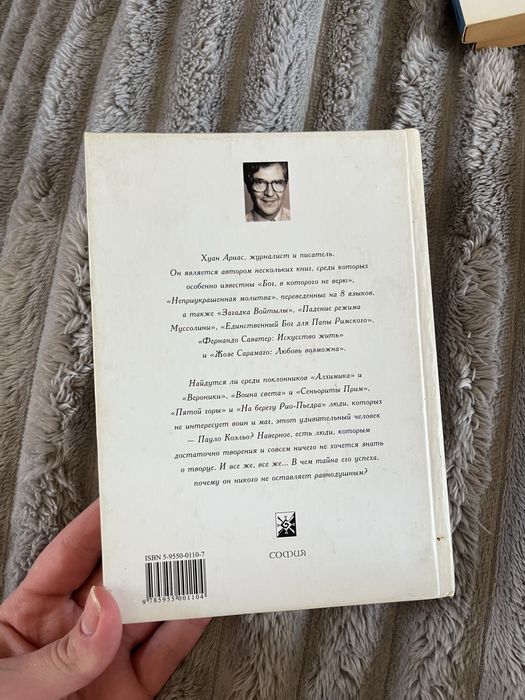 Хуан Ариас, журналист и писатель.
Он является автором нескольких книг, среди которых
особенно известны «Бог, в которого не верю»,
«Неприукрашенная молитва», переведенные на 8 языков,
а также «Загадка Войтылы», «Падение режима
Муссолини», «Единственный Бог для Папы Римского»,
«Фернандо Саватер: Искусство жить»
и «Жозе Сарамаго: Любовь возможна».
Найдутся ли среди поклонников «Алхимика» и
«Вероники», «Воина света» и «Сеньориты Прим»,
«Пятой горы» и «На берегу Рио-Пьедра» люди, которых
не интересует воин и маг, этот удивительный человек
— Пауло Коэльо? Наверное, есть люди, которым
достаточно творения и совсем ничего не хочется знать
о творце. И все же, все же... В чем тайна его успеха,
почему он никого не оставляет равнодушным?
ISBN 5-9550-0110-7
9 785955 001104
СОФИЯ